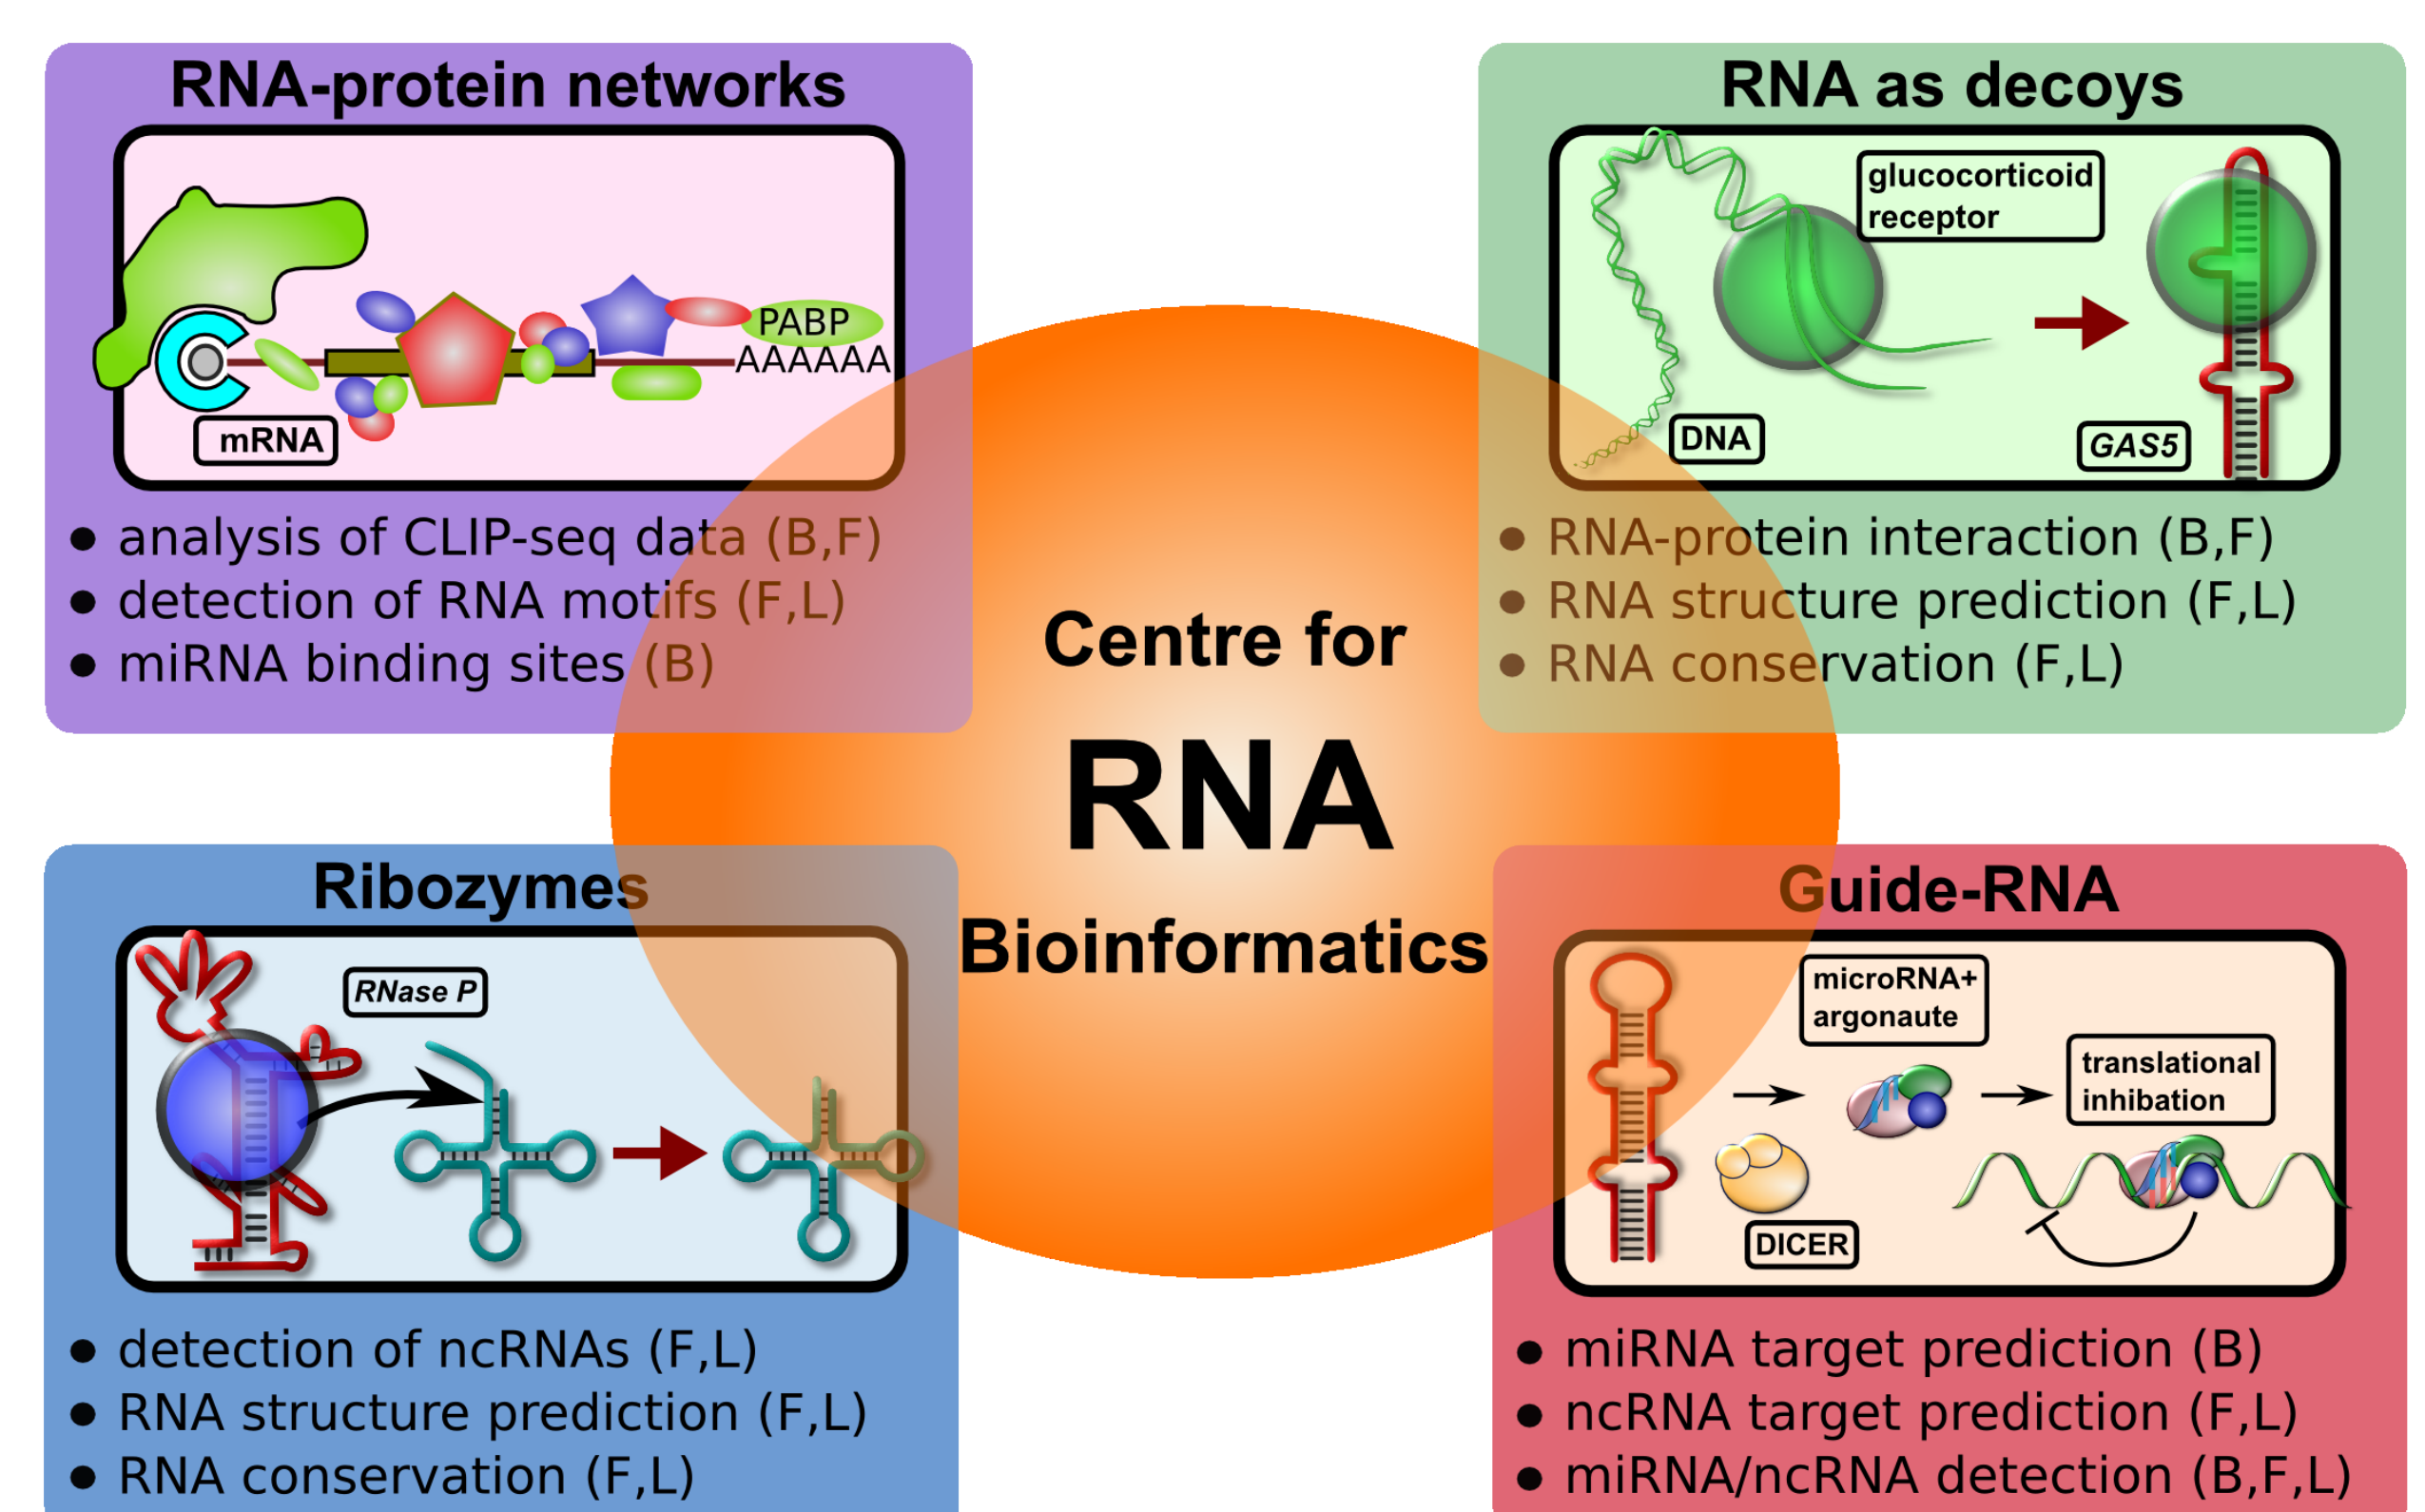 RNA-protein networks
PABP
AAAAAA
mRNA
● analysis of CLIP-seq data (B,F)
● detection of RNA motifs (F,L)
● miRNA binding sites (B)
RNA as decoys
glucocorticoid
receptor
DNA
GAS5
● RNA-protein interaction (B,F)
● RNA structure prediction (F,L)
● RNA conservation (F,L)
Centre for
RNA
Bioinformatics
Ribozymes
RNase P
● detection of ncRNAs (F,L)
● RNA structure prediction (F,L)
● RNA conservation (F,L)
Guide-RNA
microRNA+
argonaute
translational
inhibation
DICER
● miRNA target prediction (B)
● ncRNA target prediction (F,L)
● miRNA/ncRNA detection (B,F,L)